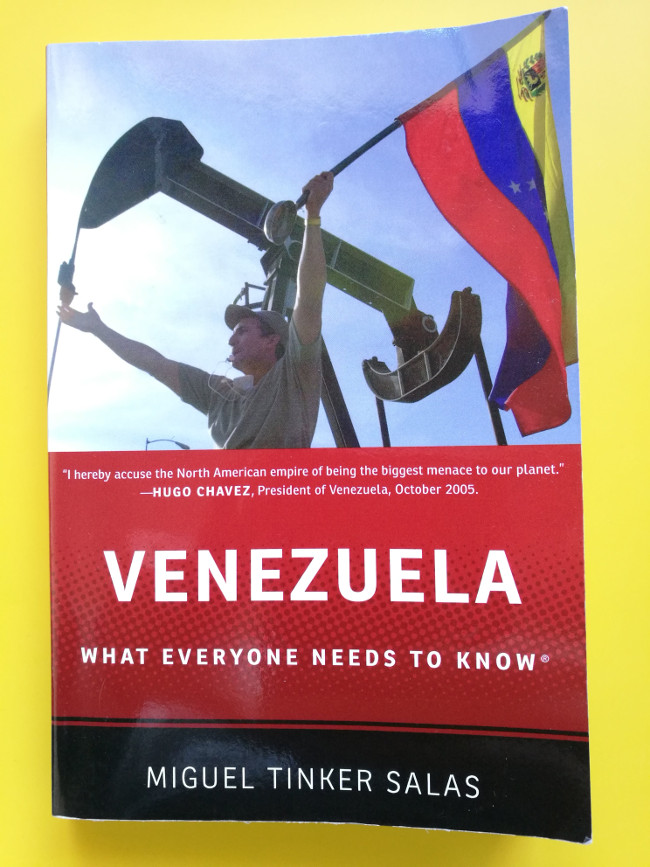 “I hereby accuse the North American empire of being the biggest menace to our planet.”
—HUGO CHAVEZ, President of Venezuela, October 2005.
VENEZUELA
WHAT EVERYONE NEEDS TO KNOW®
MIGUEL TINKER SALAS